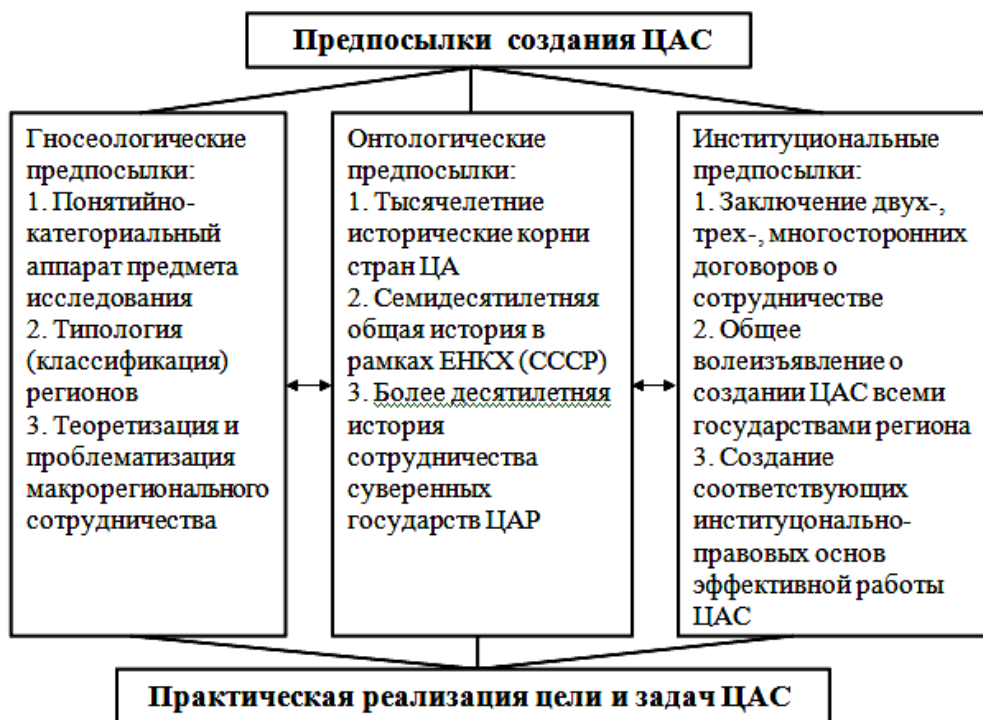 Предпосылки создания ЦАС
Гносеологические
предпосылки:
1. Понятийно-
категориальный
аппарат предмета
исследования
2. Типология
(классификация)
регионов
3. Теоретизация и
проблематизация
макрорегионального
сотрудничества
Онтологические
предпосылки:
1. Тысячелетние
исторические корни
стран ЦА
2. Семидесятилетняя
общая история в
рамках ЕНКХ (СССР)
3. Более десятилетняя
история
сотрудничества
суверенных
государств ЦАР
Институциональные
предпосылки:
1. Заключение двух-,
трех-, многосторонних
договоров о
сотрудничестве
2. Общее
волеизъявление о
создании ЦАС всеми
государствами региона
3. Создание
соответствующих
институцонально-
правовых основ
эффективной работы
ЦАС
Практическая реализация цели и задач ЦАС